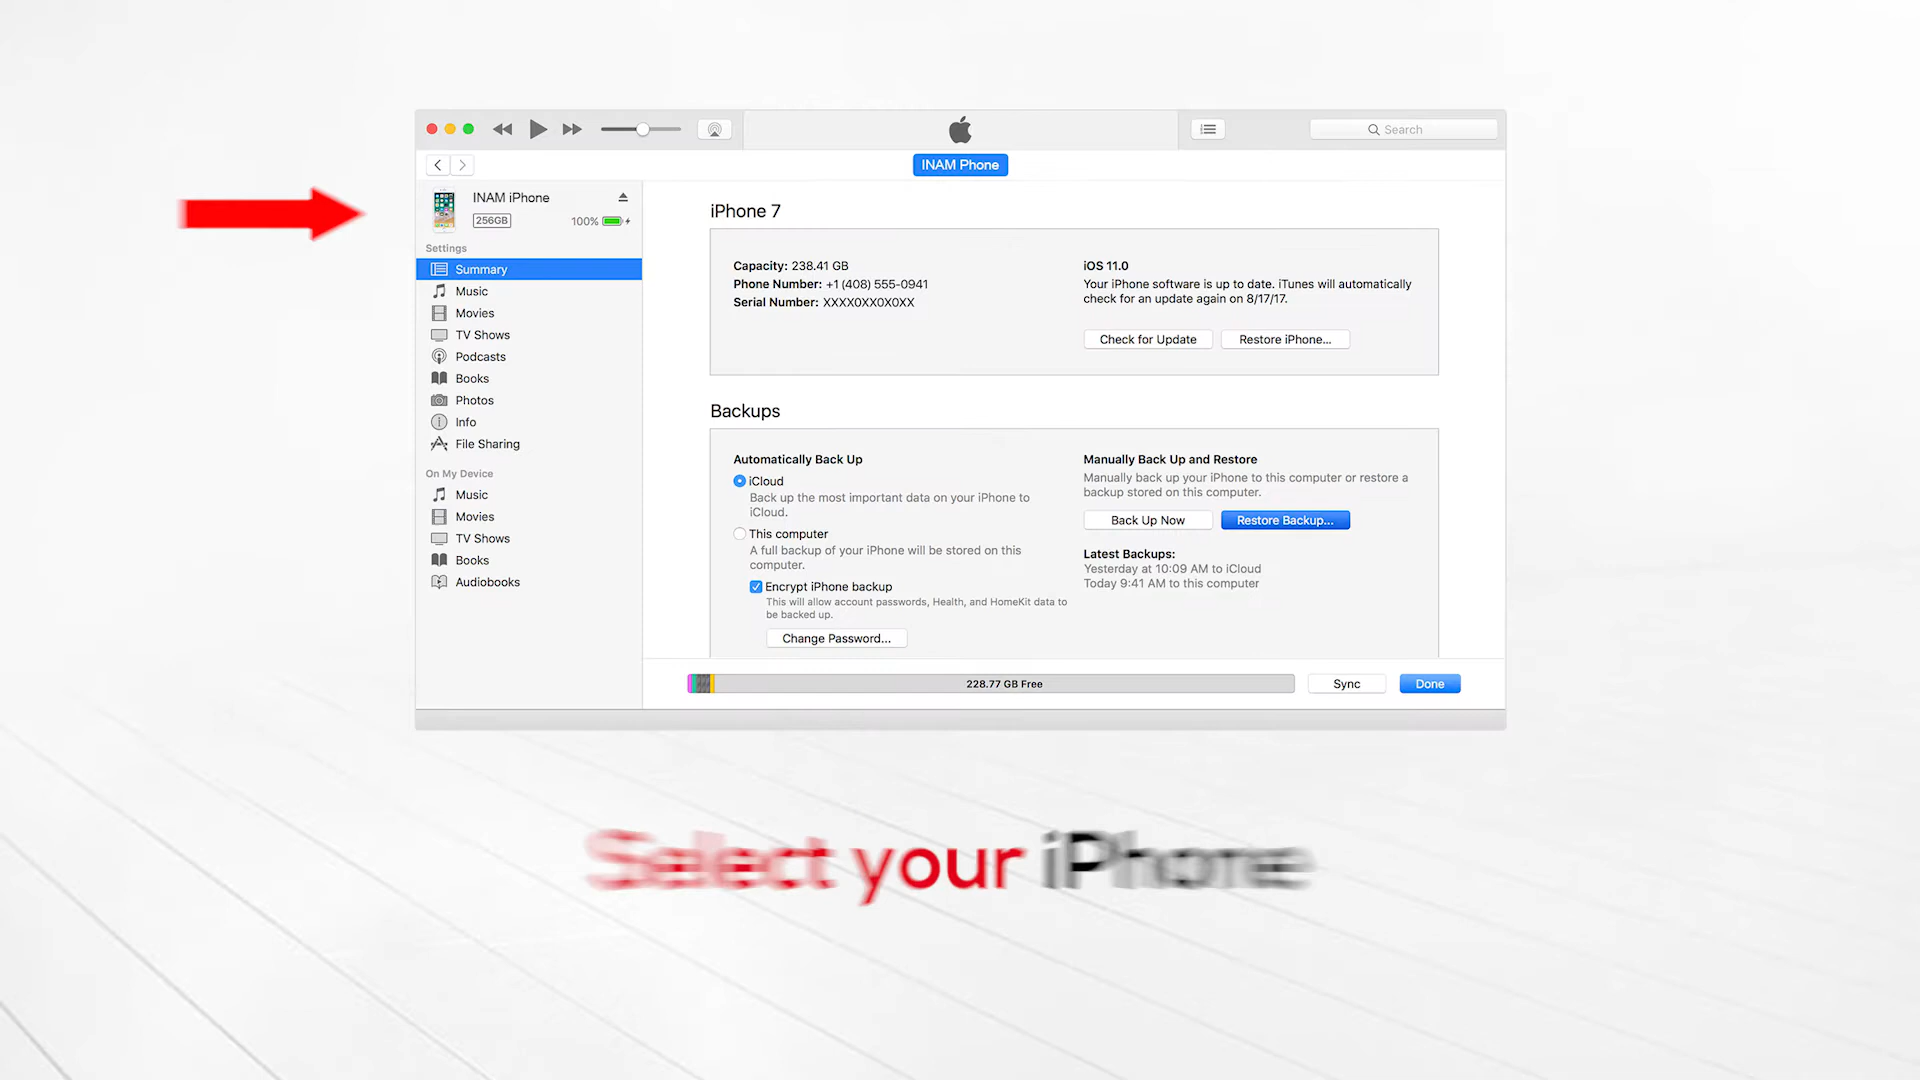 Search
INAM Phone
INAM iPhone
256GB
100%
Settings
Summary
Music
Movies
TV Shows
Podcasts
Books
Photos
Info
File Sharing
On My Device
Music
Movies
TV Shows
Books
Audiobooks
iPhone 7
Capacity: 238.41 GB
Phone Number: +1 (408) 555-0941
Serial Number: XXXX0XX0X0XX
iOS 11.0
Your iPhone software is up to date. iTunes will automatically
check for an update again on 8/17/17.
Check for Update
Restore iPhone...
Backups
Automatically Back Up
iCloud
Back up the most important data on your iPhone to
iCloud.
This computer
A full backup of your iPhone will be stored on this
computer.
Encrypt iPhone backup
This will allow account passwords, Health, and HomeKit data to
be backed up.
Change Password...
Manually Back Up and Restore
Manually back up your iPhone to this computer or restore a
backup stored on this computer.
Back Up Now
Restore Backup...
Latest Backups:
Yesterday at 10:09 AM to iCloud
Today 9:41 AM to this computer
228.77 GB Free
Sync
Done
Select your iPhone